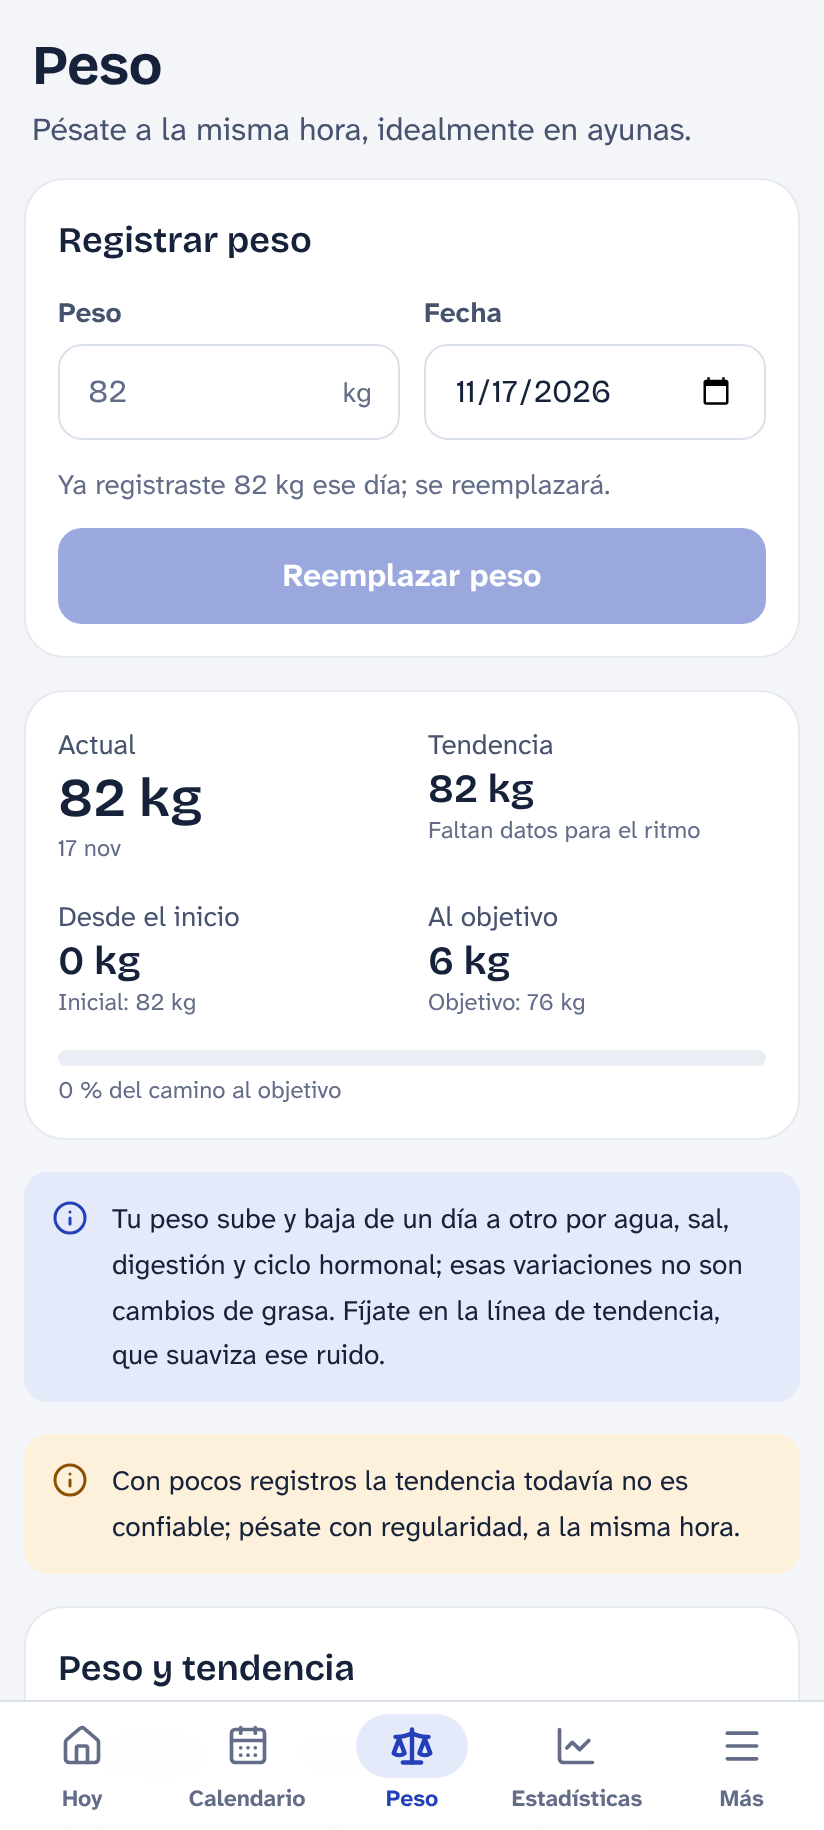 Peso
Pésate a la misma hora, idealmente en ayunas.
Registrar peso
Peso
Fecha
82 kg
11/17/2026
Ya registraste 82 kg ese día; se reemplazará.
Reemplazar peso
Actual
82 kg
17 nov
Tendencia
82 kg
Faltan datos para el ritmo
Desde el inicio
0 kg
Inicial: 82 kg
Al objetivo
6 kg
Objetivo: 76 kg
0 % del camino al objetivo
Tu peso sube y baja de un día a otro por agua, sal,
digestión y ciclo hormonal; esas variaciones no son
cambios de grasa. Fíjate en la línea de tendencia,
que suaviza ese ruido.
Con pocos registros la tendencia todavía no es
confiable; pésate con regularidad, a la misma hora.
Peso y tendencia
Hoy
Calendario
Peso
Estadísticas
Más